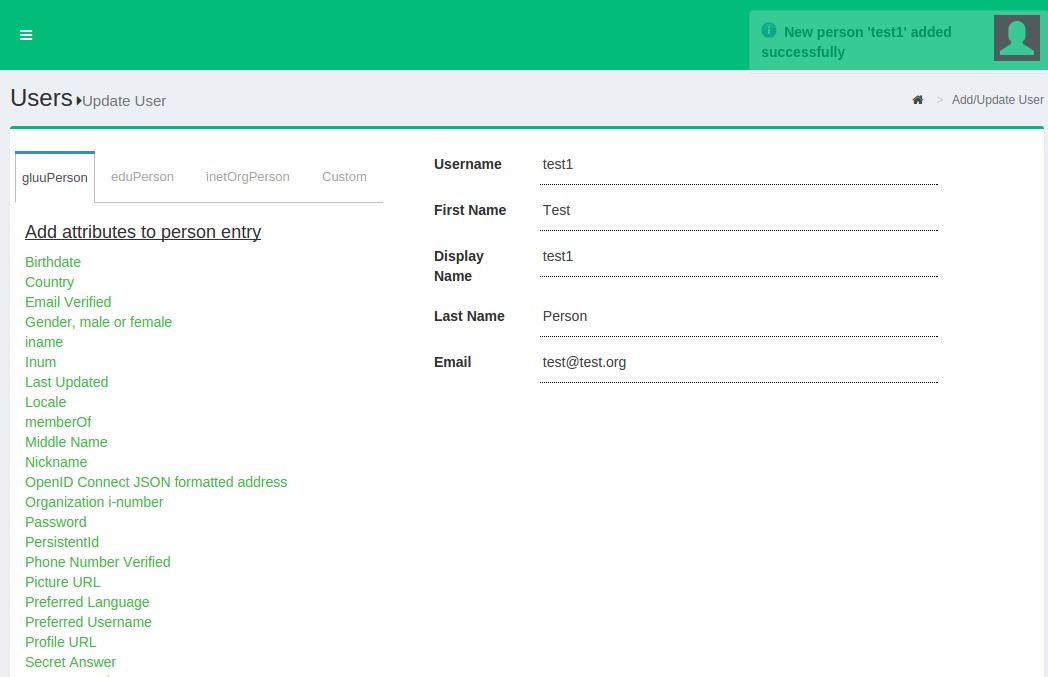 New person 'test1' added
successfully
Users Update User
> Add/Update User
gluuPerson eduPerson inetOrgPerson Custom
Add attributes to person entry
Birthdate
Country
Email Verified
Gender, male or female
iname
Inum
Last Updated
Locale
memberOf
Middle Name
Nickname
OpenID Connect JSON formatted address
Organization i-number
Password
PersistentId
Phone Number Verified
Picture URL
Preferred Language
Preferred Username
Profile URL
Secret Answer
Username test1
First Name Test
Display
Name test1
Last Name Person
Email test@test.org